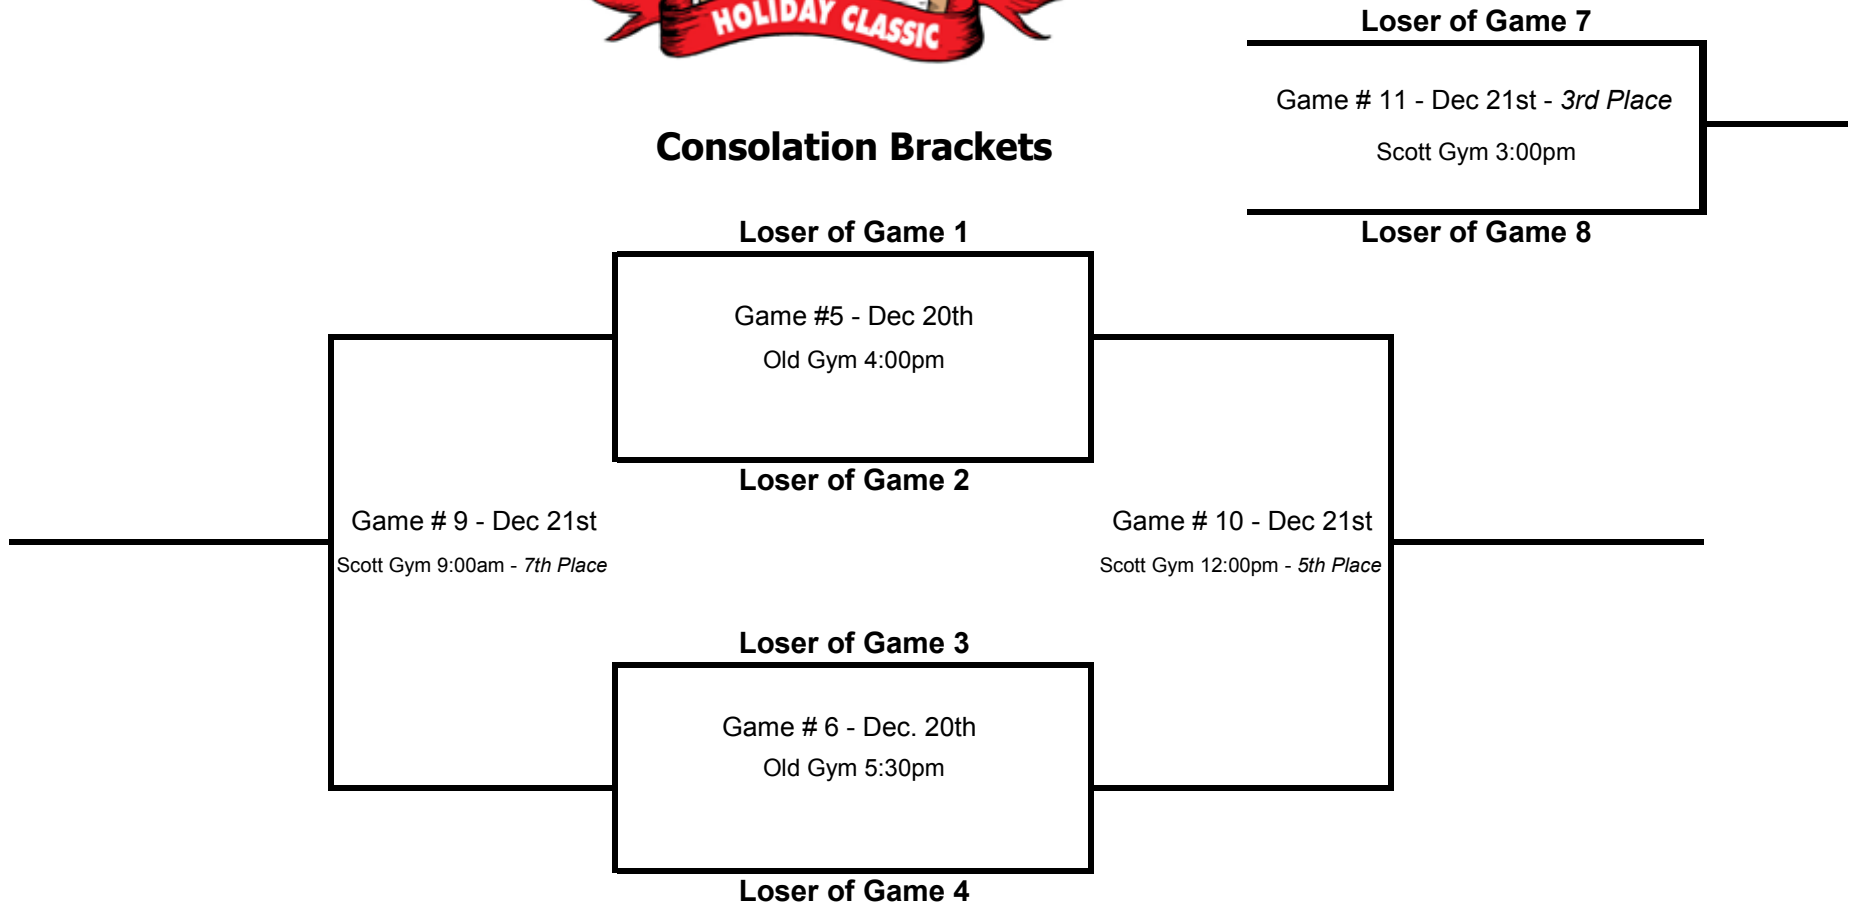 HOLIDAY CLASSIC
Loser of Game 7
Game # 11 - Dec 21st - 3rd Place
Scott Gym 3:00pm
Loser of Game 8
Consolation Brackets
Loser of Game 1
Game #5 - Dec 20th
Old Gym 4:00pm
Loser of Game 2
Game # 9 - Dec 21st
Scott Gym 9:00am - 7th Place
Game # 10 - Dec 21st
Scott Gym 12:00pm - 5th Place
Loser of Game 3
Game # 6 - Dec. 20th
Old Gym 5:30pm
Loser of Game 4